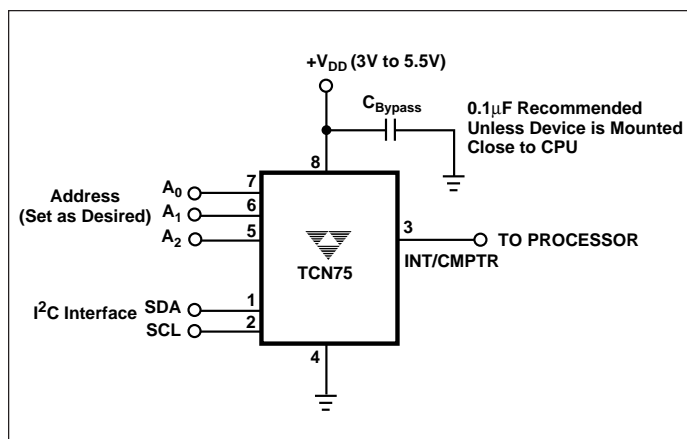 +VDD (3V to 5.5V)
CBypass
0.1μF Recommended
Unless Device is Mounted
Close to CPU
8
Address
(Set as Desired)
A0
7
A1
6
A2
5
3
TO PROCESSOR
INT/CMPTR
TCN75
I2C Interface
SDA
1
SCL
2
4